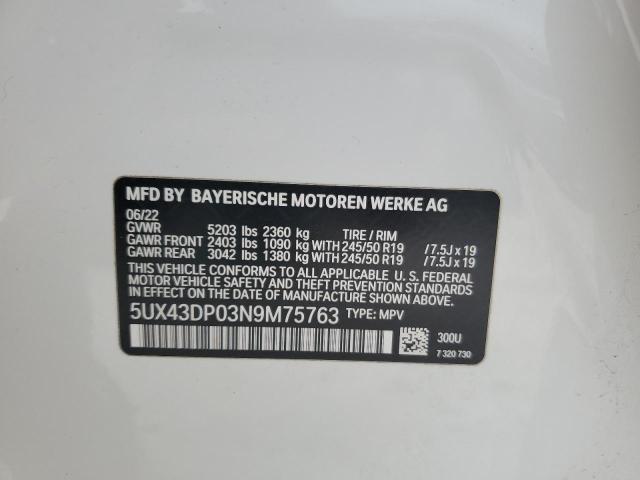 MFD BY BAYERISCHE MOTOREN WERKE AG
06/22
GVWR 5203 lbs 2360 kg TIRE / RIM
GAWR FRONT 2403 lbs 1090 kg WITH 245/50 R19 /7.5J x 19
GAWR REAR 3042 lbs 1380 kg WITH 245/50 R19 /7.5J x 19
THIS VEHICLE CONFORMS TO ALL APPLICABLE U. S. FEDERAL
MOTOR VEHICLE SAFETY AND THEFT PREVENTION STANDARDS
IN EFFECT ON THE DATE OF MANUFACTURE SHOWN ABOVE.
5UX43DP03N9M75763 TYPE: MPV
300U
7 320 730